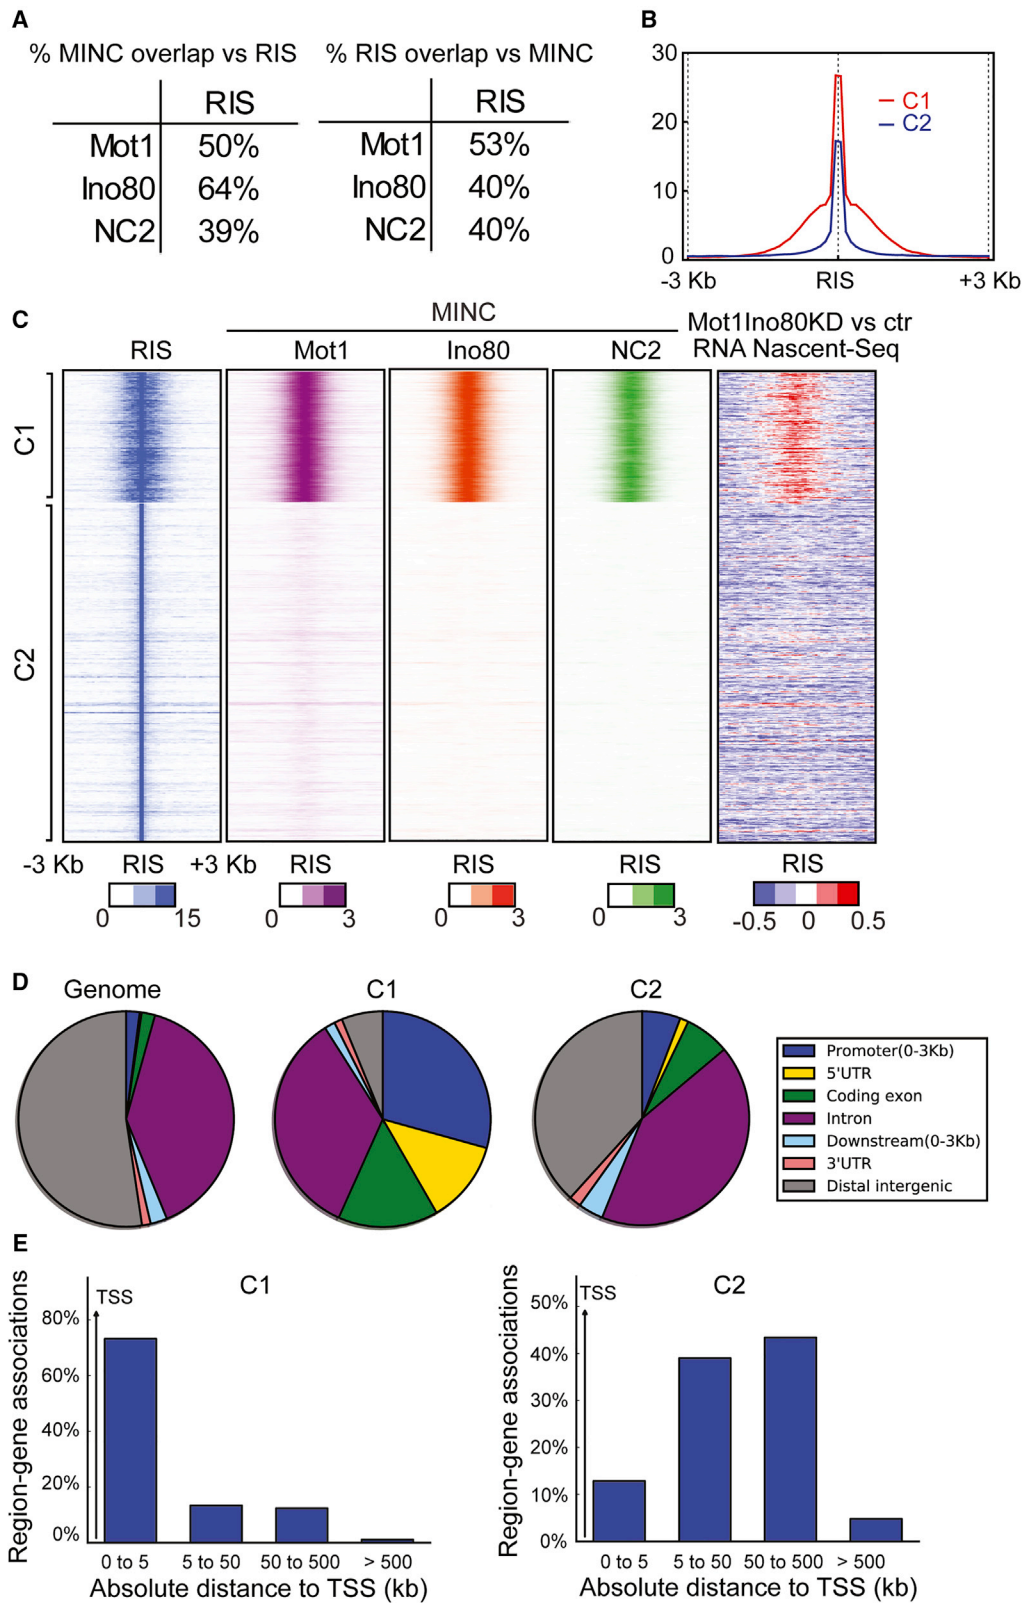 A
% MINC overlap vs RIS
RIS
Mot1 50%
Ino80 64%
NC2 39%
% RIS overlap vs MINC
RIS
Mot1 53%
Ino80 40%
NC2 40%
B
30
20
10
0
C1
C2
-3 Kb RIS +3 Kb
C
MINC
RIS Mot1 Ino80 NC2
Mot1Ino80KD vs ctr
RNA Nascent-Seq
C1
C2
-3 Kb RIS +3 Kb RIS RIS RIS RIS
0 15
0 3
0 3
0 3
-0.5 0 0.5
D
Genome
C1
C2
Promoter(0-3Kb)
5'UTR
Coding exon
Intron
Downstream(0-3Kb)
3'UTR
Distal intergenic
E
C1
TSS
Region-gene associations
80%
60%
40%
20%
0%
0 to 5 5 to 50 50 to 500 > 500
Absolute distance to TSS (kb)
C2
TSS
Region-gene associations
50%
40%
30%
20%
10%
0%
0 to 5 5 to 50 50 to 500 > 500
Absolute distance to TSS (kb)